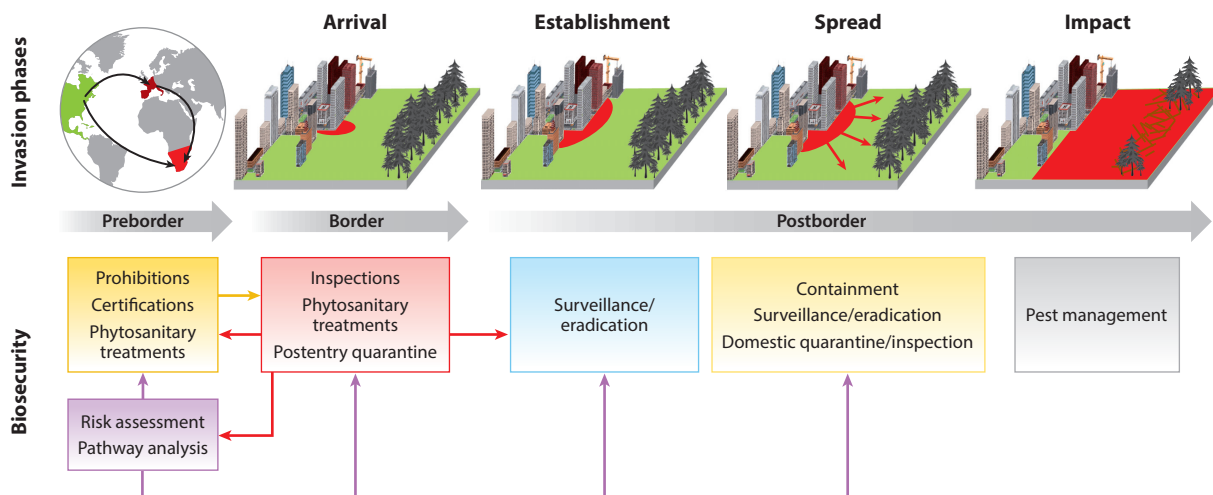 Arrival
Establishment
Spread
Impact
Invasion phases
Preborder
Border
Postborder
Biosecurity
Prohibitions
Certifications
Phytosanitary
treatments
Inspections
Phytosanitary
treatments
Postentry quarantine
Surveillance/
eradication
Containment
Surveillance/eradication
Domestic quarantine/inspection
Pest management
Risk assessment
Pathway analysis